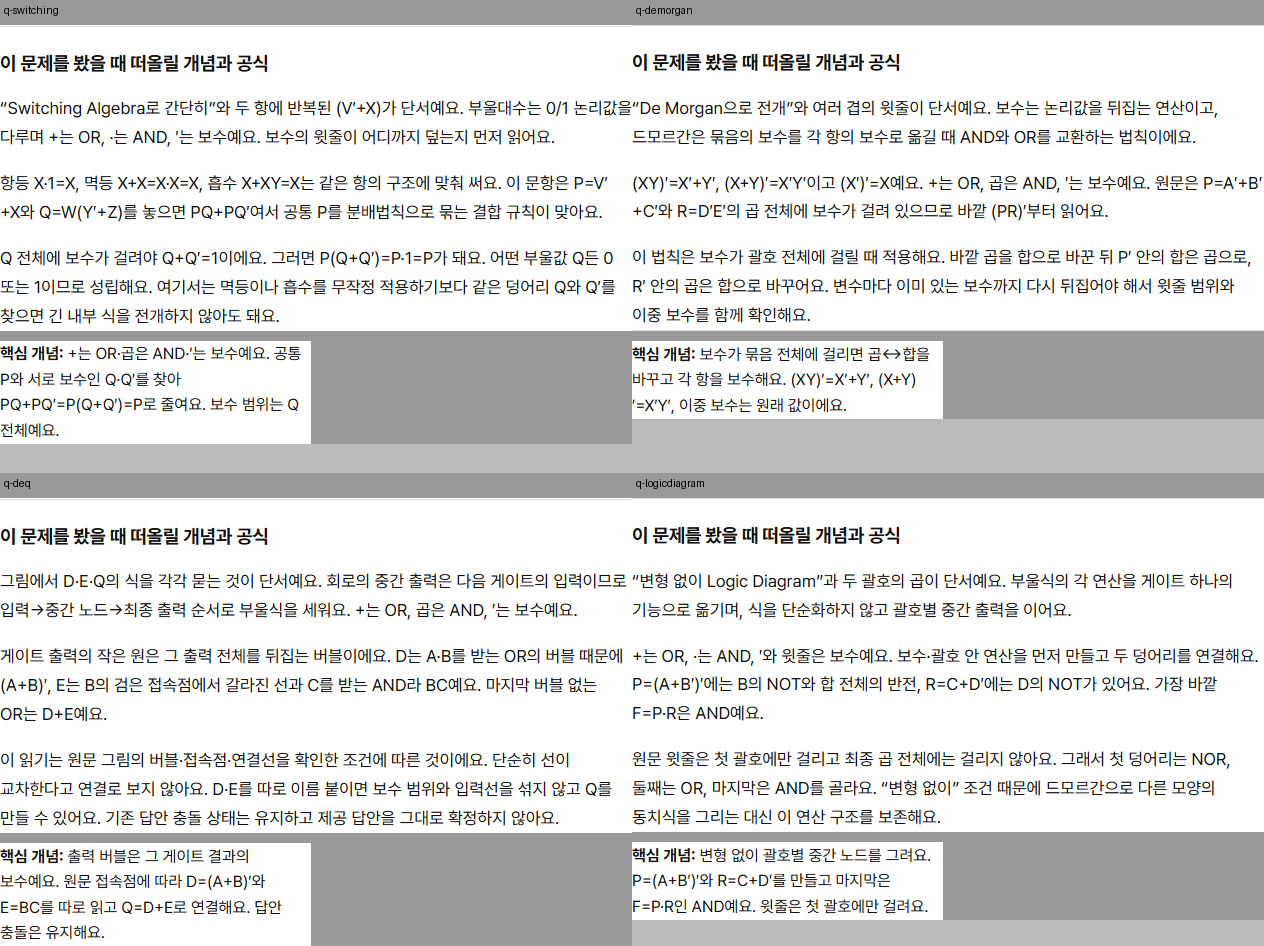 q-switching
이 문제를 봤을 때 떠올릴 개념과 공식
“Switching Algebra로 간단히”와 두 항에 반복된 (V′+X)가 단서예요. 부울대수는 0/1 논리값을
다루며 +는 OR, ·는 AND, ′는 보수예요. 보수의 윗줄이 어디까지 덮는지 먼저 읽어요.
항등 X·1=X, 멱등 X+X=X·X=X, 흡수 X+XY=X는 같은 항의 구조에 맞춰 써요. 이 문항은 P=V′
+X와 Q=W(Y′+Z)를 놓으면 PQ+PQ′여서 공통 P를 분배법칙으로 묶는 결합 규칙이 맞아요.
Q 전체에 보수가 걸려야 Q+Q′=1이에요. 그러면 P(Q+Q′)=P·1=P가 돼요. 어떤 부울값 Q든 0
또는 1이므로 성립해요. 여기서는 멱등이나 흡수를 무작정 적용하기보다 같은 덩어리 Q와 Q′를
찾으면 긴 내부 식을 전개하지 않아도 돼요.
핵심 개념: +는 OR·곱은 AND·′는 보수예요. 공통
P와 서로 보수인 Q·Q′를 찾아
PQ+PQ′=P(Q+Q′)=P로 줄여요. 보수 범위는 Q
전체예요.
q-demorgan
이 문제를 봤을 때 떠올릴 개념과 공식
“De Morgan으로 전개”와 여러 겹의 윗줄이 단서예요. 보수는 논리값을 뒤집는 연산이고,
드모르간은 묶음의 보수를 각 항의 보수로 옮길 때 AND와 OR를 교환하는 법칙이에요.
(XY)′=X′+Y′, (X+Y)′=X′Y′이고 (X′)′=X예요. +는 OR, 곱은 AND, ′는 보수예요. 원문은 P=A′+B′
+C′와 R=D′E′의 곱 전체에 보수가 걸려 있으므로 바깥 (PR)′부터 읽어요.
이 법칙은 보수가 괄호 전체에 걸릴 때 적용해요. 바깥 곱을 합으로 바꾼 뒤 P′ 안의 합은 곱으로,
R′ 안의 곱은 합으로 바꾸어요. 변수마다 이미 있는 보수까지 다시 뒤집어야 해서 윗줄 범위와
이중 보수를 함께 확인해요.
핵심 개념: 보수가 묶음 전체에 걸리면 곱↔합을
바꾸고 각 항을 보수해요. (XY)′=X′+Y′, (X+Y)
′=X′Y′, 이중 보수는 원래 값이에요.
q-deq
이 문제를 봤을 때 떠올릴 개념과 공식
그림에서 D·E·Q의 식을 각각 묻는 것이 단서예요. 회로의 중간 출력은 다음 게이트의 입력이므로
입력→중간 노드→최종 출력 순서로 부울식을 세워요. +는 OR, 곱은 AND, ′는 보수예요.
게이트 출력의 작은 원은 그 출력 전체를 뒤집는 버블이에요. D는 A·B를 받는 OR의 버블 때문에
(A+B)′, E는 B의 검은 접속점에서 갈라진 선과 C를 받는 AND라 BC예요. 마지막 버블 없는
OR는 D+E예요.
이 읽기는 원문 그림의 버블·접속점·연결선을 확인한 조건에 따른 것이에요. 단순히 선이
교차한다고 연결로 보지 않아요. D·E를 따로 이름 붙이면 보수 범위와 입력선을 섞지 않고 Q를
만들 수 있어요. 기존 답안 충돌 상태는 유지하고 제공 답안을 그대로 확정하지 않아요.
핵심 개념: 출력 버블은 그 게이트 결과의
보수예요. 원문 접속점에 따라 D=(A+B)′와
E=BC를 따로 읽고 Q=D+E로 연결해요. 답안
충돌은 유지해요.
q-logicdiagram
이 문제를 봤을 때 떠올릴 개념과 공식
“변형 없이 Logic Diagram”과 두 괄호의 곱이 단서예요. 부울식의 각 연산을 게이트 하나의
기능으로 옮기며, 식을 단순화하지 않고 괄호별 중간 출력을 이어요.
+는 OR, ·는 AND, ′와 윗줄은 보수예요. 보수·괄호 안 연산을 먼저 만들고 두 덩어리를 연결해요.
P=(A+B′)′에는 B의 NOT와 합 전체의 반전, R=C+D′에는 D의 NOT가 있어요. 가장 바깥
F=P·R은 AND예요.
원문 윗줄은 첫 괄호에만 걸리고 최종 곱 전체에는 걸리지 않아요. 그래서 첫 덩어리는 NOR,
둘째는 OR, 마지막은 AND를 골라요. “변형 없이” 조건 때문에 드모르간으로 다른 모양의
동치식을 그리는 대신 이 연산 구조를 보존해요.
핵심 개념: 변형 없이 괄호별 중간 노드를 그려요.
P=(A+B′)′와 R=C+D′를 만들고 마지막은
F=P·R인 AND예요. 윗줄은 첫 괄호에만 걸려요.